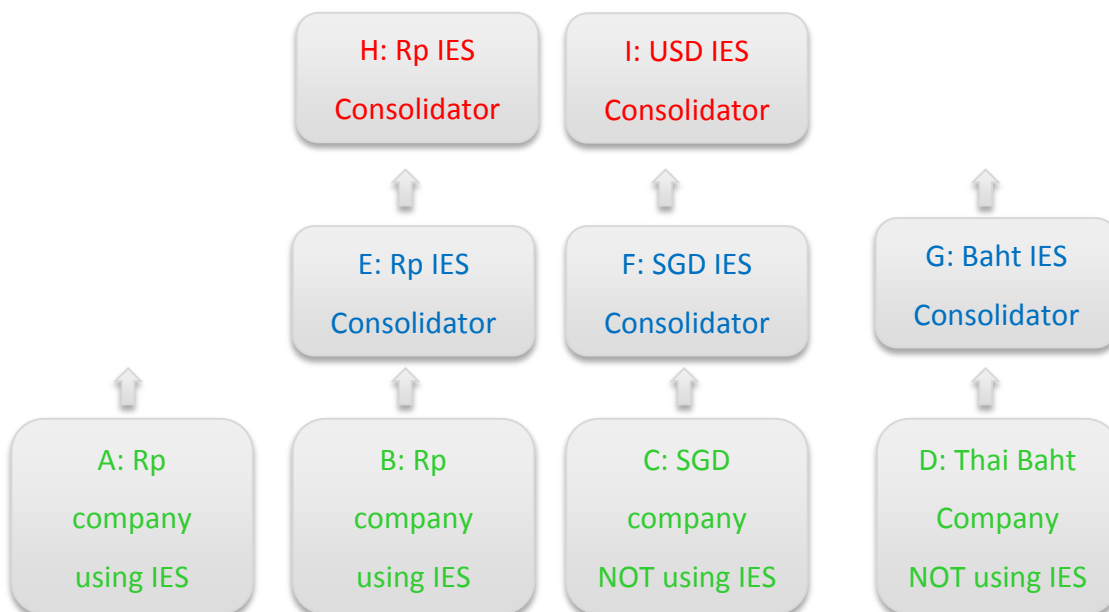 H: Rp IES
Consolidator
I: USD IES
Consolidator
E: Rp IES
Consolidator
F: SGD IES
Consolidator
G: Baht IES
Consolidator
A: Rp
company
using IES
B: Rp
company
using IES
C: SGD
company
NOT using IES
D: Thai Baht
Company
NOT using IES